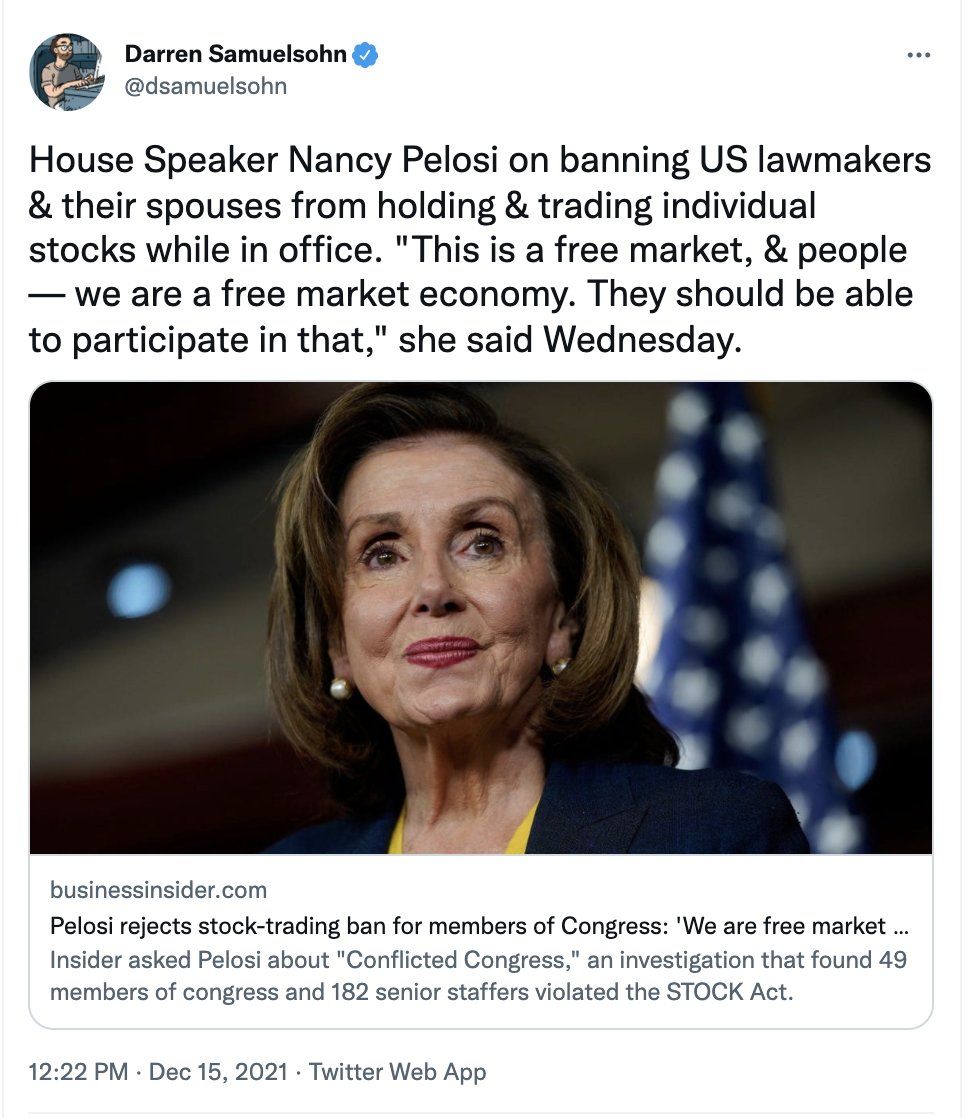 Darren Samuelsohn
@dsamuelsohn
House Speaker Nancy Pelosi on banning US lawmakers
& their spouses from holding & trading individual
stocks while in office. "This is a free market, & people
— we are a free market economy. They should be able
to participate in that," she said Wednesday.
businessinsider.com
Pelosi rejects stock-trading ban for members of Congress: 'We are free market ...
Insider asked Pelosi about "Conflicted Congress," an investigation that found 49
members of congress and 182 senior staffers violated the STOCK Act.
12:22 PM · Dec 15, 2021 · Twitter Web App